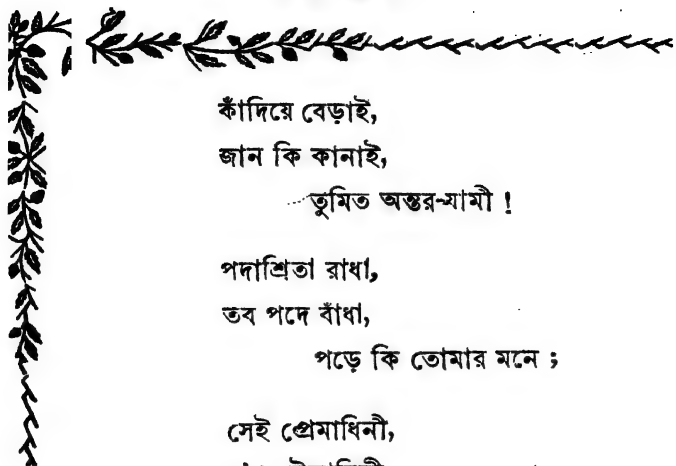 কাঁদিয়ে বেড়াই,
জান কি কানাই,
তুমিত অন্তর-যামী !
পদাশ্রিতা রাধা,
তব পদে বাঁধা,
পড়ে কি তোমার মনে ;
সেই প্রেমাধিনী,